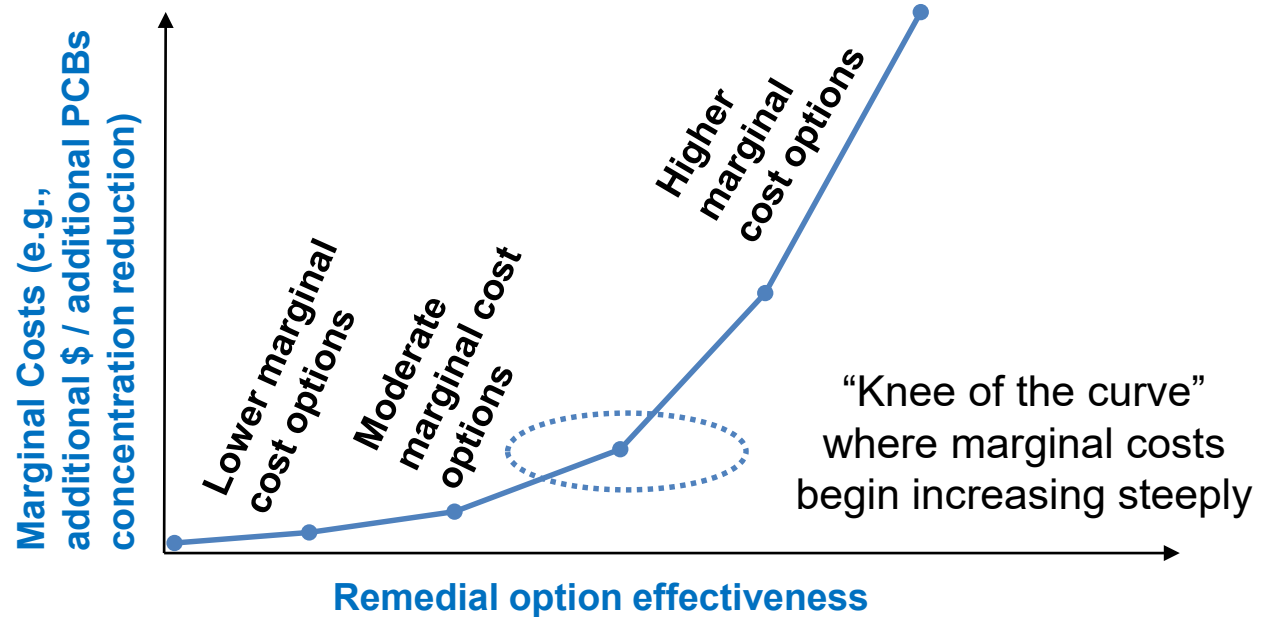 Marginal Costs (e.g.,
additional $ / additional PCBs
concentration reduction)
Lower marginal
cost options
Moderate
marginal cost
options
Higher
marginal
cost options
“Knee of the curve”
where marginal costs
begin increasing steeply
Remedial option effectiveness